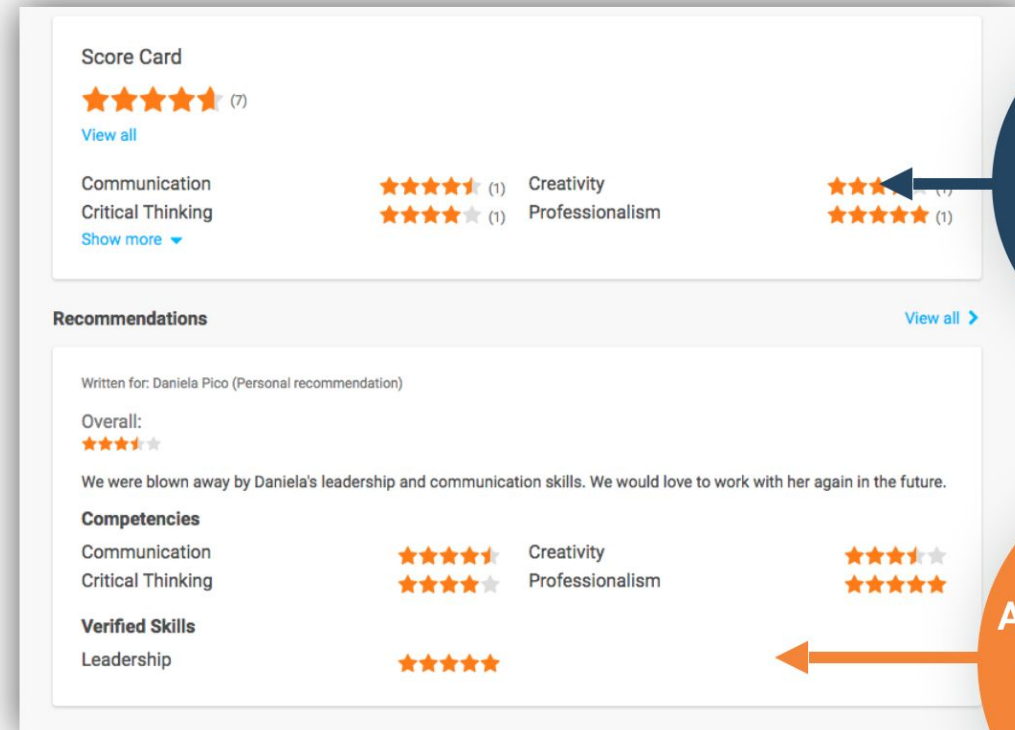 Score Card
(7)
View all
Communication (1) Creativity (1)
Critical Thinking (1) Professionalism (1)
Show more
Recommendations View all
Written for: Daniela Pico (Personal recommendation)
Overall:
We were blown away by Daniela's leadership and communication skills. We would love to work with her again in the future.
Competencies
Communication Creativity
Critical Thinking Professionalism
Verified Skills
Leadership